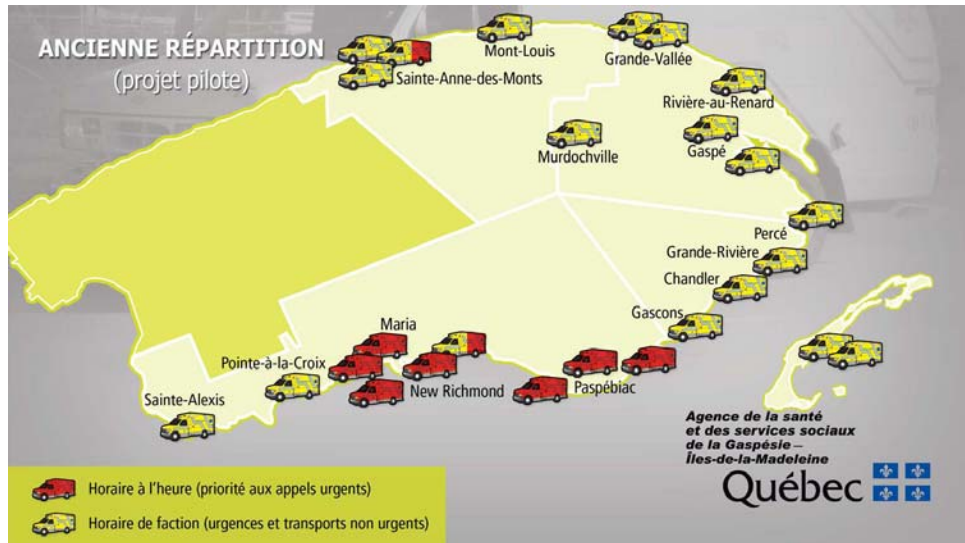 ANCIENNE RÉPARTITION
(projet pilote)
Mont-Louis
Grande-Vallée
Sainte-Anne-des-Monts
Rivière-au-Renard
Murdochville
Gaspé
Percé
Grande-Rivière
Chandler
Gascons
Maria
Pointe-à-la-Croix
New Richmond
Paspébiac
Sainte-Alexis
Agence de la santé
et des services sociaux
de la Gaspésie –
Îles-de-la-Madeleine
Québec
Horaire à l'heure (priorité aux appels urgents)
Horaire de faction (urgences et transports non urgents)